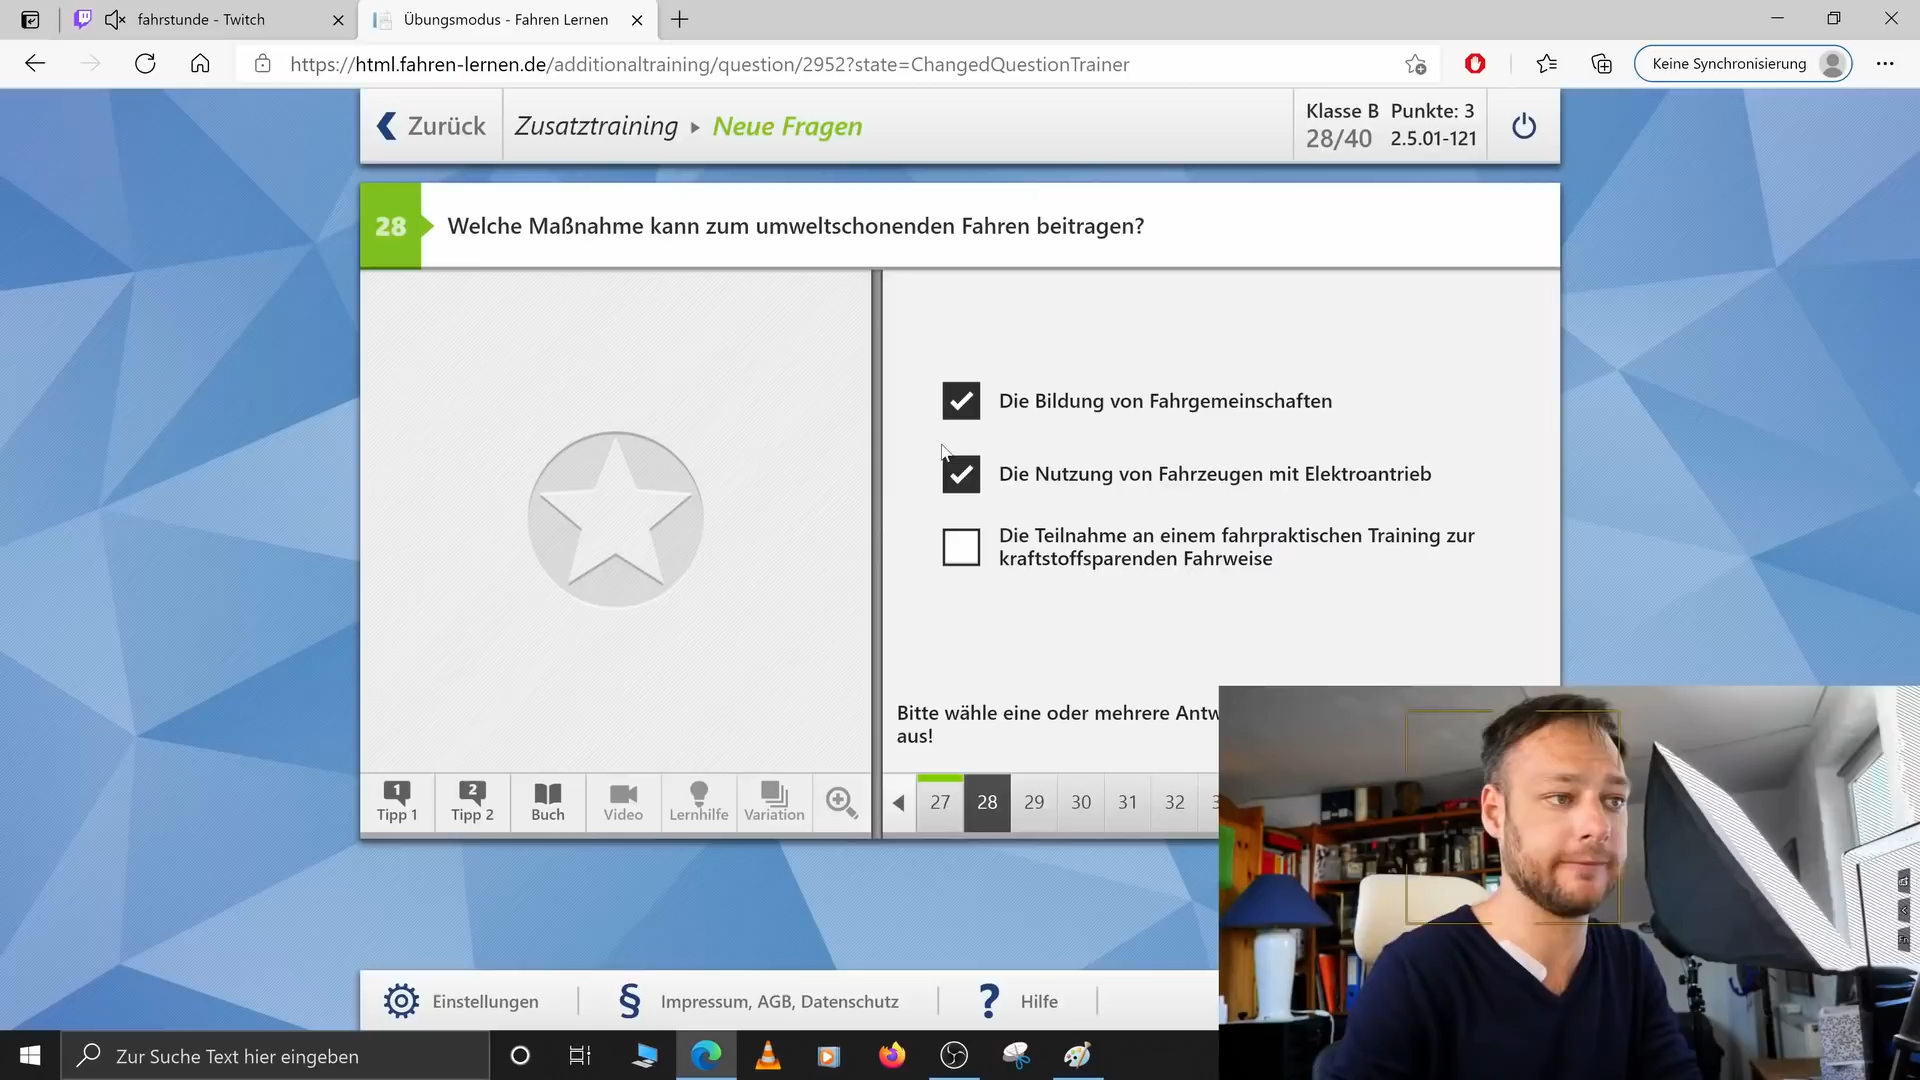 fahrstunde - Twitch
Übungsmodus - Fahren Lernen
https://html.fahren-lernen.de/additionaltraining/question/2952?state=ChangedQuestionTrainer
Keine Synchronisierung
Zurück
Zusatztraining ▸ Neue Fragen
Klasse B Punkte: 3
28/40 2.5.01-121
28 Welche Maßnahme kann zum umweltschonenden Fahren beitragen?
Die Bildung von Fahrgemeinschaften
Die Nutzung von Fahrzeugen mit Elektroantrieb
Die Teilnahme an einem fahrpraktischen Training zur
kraftstoffsparenden Fahrweise
Bitte wähle eine oder mehrere
aus!
1 2
Tipp 1 Tipp 2 Buch Video Lernhilfe Variation
27 28 29 30 31 32
Einstellungen § Impressum, AGB, Datenschutz ? Hilfe
Zur Suche Text hier eingeben